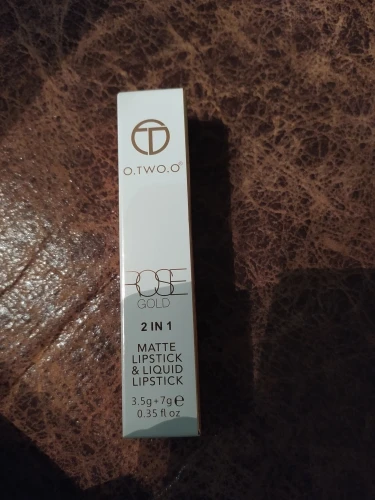 O.TWO.O®
ROSE
GOLD
2 IN 1
MATTE
LIPSTICK
& LIQUID
LIPSTICK
3.5g+7g℮
0.35 fl oz